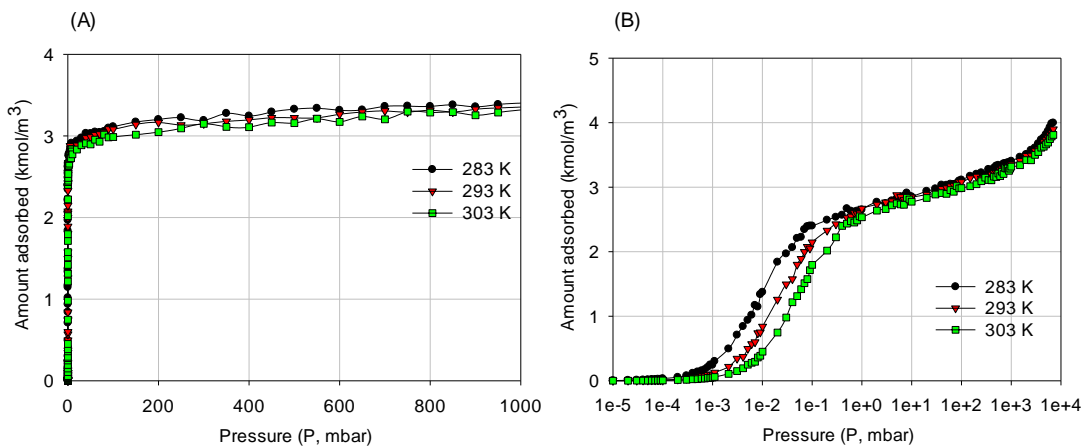 (A)
Amount adsorbed (kmol/m³)
4
3
2
1
0
283 K
293 K
303 K
0 200 400 600 800 1000
Pressure (P, mbar)
(B)
Amount adsorbed (kmol/m³)
5
4
3
2
1
0
283 K
293 K
303 K
1e-5 1e-4 1e-3 1e-2 1e-1 1e+0 1e+1 1e+2 1e+3 1e+4
Pressure (P, mbar)